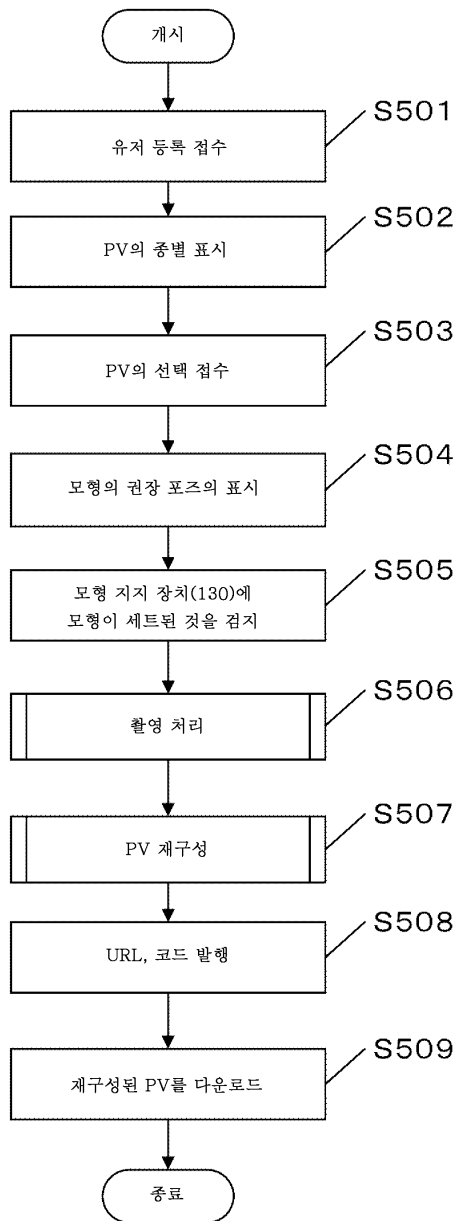 개시
S501
유저 등록 접수
S502
PV의 종별 표시
S503
PV의 선택 접수
S504
모형의 권장 포즈의 표시
S505
모형 지지 장치(130)에
모형이 세트된 것을 검지
S506
촬영 처리
S507
PV 재구성
S508
URL, 코드 발행
S509
재구성된 PV를 다운로드
종료